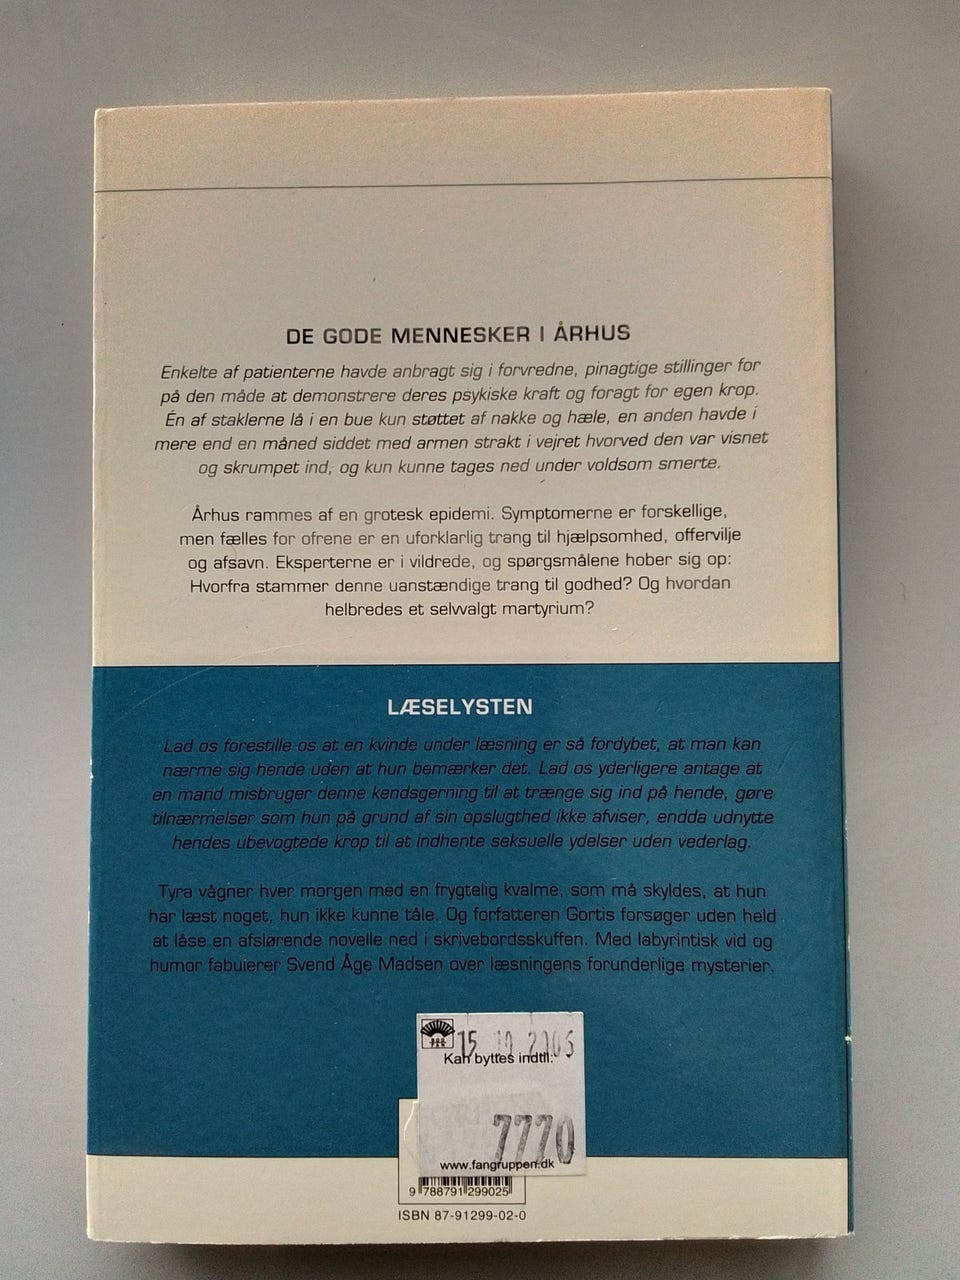 DE GODE MENNESKER I ÅRHUS
Enkelte af patienterne havde anbragt sig i forvredne, pinagtige stillinger for
på den måde at demonstrere deres psykiske kraft og foragt for egen krop.
Én af staklerne lå i en bue kun støttet af nakke og hæle, en anden havde i
mere end en måned siddet med armen strakt i vejret hvorved den var visnet
og skrumpet ind, og kun kunne tages ned under voldsom smerte.
Århus rammes af en grotesk epidemi. Symptomerne er forskellige,
men fælles for ofrene er en uforklarlig trang til hjælpsomhed, offervilje
og afsavn. Eksperterne er i vildrede, og spørgsmålene hober sig op:
Hvorfra stammer denne uanstændige trang til godhed? Og hvordan
helbredes et selvvalgt martyrium?
LÆSELYSTEN
Lad os forestille os at en kvinde under læsning er så fordybet, at man kan
nærme sig hende uden at hun bemærker det. Lad os yderligere antage at
en mand misbruger denne kendsgerning til at trænge sig ind på hende, gøre
tilnærmelser som hun på grund af sin opslugthed ikke afviser, endda udnytte
hendes ubevogtede krop til at indhente seksuelle ydelser uden vederlag.
Tyra vågner hver morgen med en frygtelig kvalme, som må skyldes, at hun
har læst noget, hun ikke kunne tåle. Og forfatteren Gortis forsøger uden held
at låse en afslørende novelle ned i skrivebordsskuffen. Med labyrintisk vid og
humor fabulerer Svend Åge Madsen over læsningens forunderlige mysterier.
15
Kan byttes indtil:
7770
www.fangruppen.dk
9 788791 299025
ISBN 87-91299-02-0